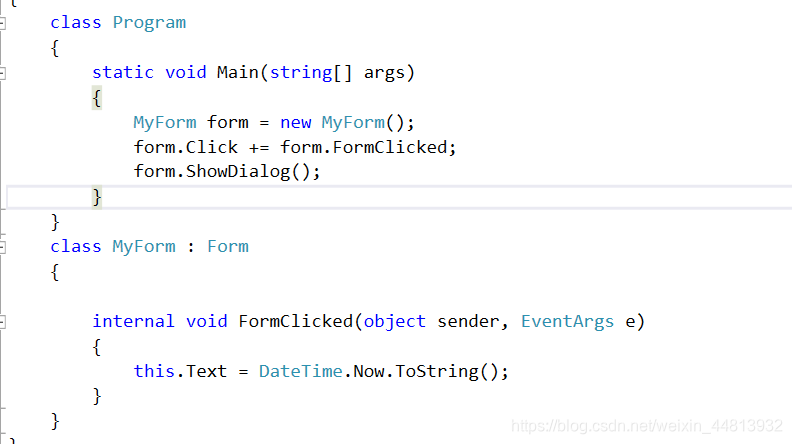 {
class Program
{
static void Main(string[] args)
{
MyForm form = new MyForm();
form.Click += form.FormClicked;
form.ShowDialog();
}
}
class MyForm : Form
{
internal void FormClicked(object sender, EventArgs e)
{
this.Text = DateTime.Now.ToString();
}
}
}
https://blog.csdn.net/weixin_44813932